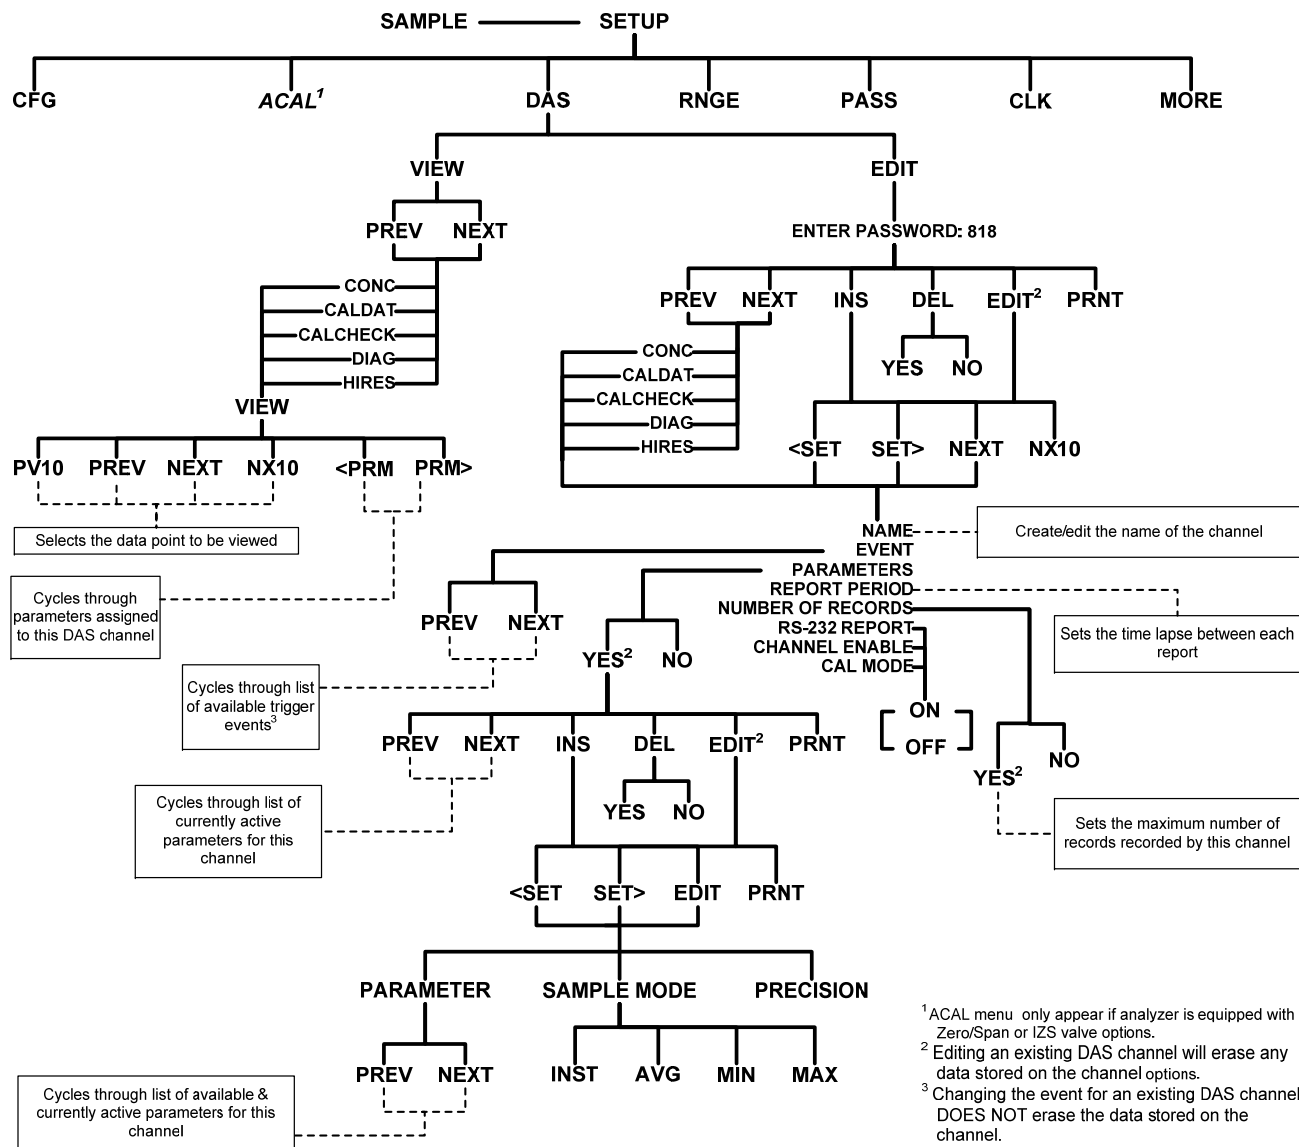 SAMPLE SETUP
CFG ACAL1 DAS RNGE PASS CLK MORE
VIEW EDIT
PREV NEXT
ENTER PASSWORD: 818
CONC
CALDAT
CALCHECK
DIAG
HIRES
VIEW
PV10 PREV NEXT NX10 <PRM PRM>
Selects the data point to be viewed
Cycles through
parameters assigned
to this DAS channel
PREV NEXT INS DEL EDIT2 PRNT
YES NO
CONC
CALDAT
CALCHECK
DIAG
HIRES
<SET SET> NEXT NX10
NAME
EVENT
PARAMETERS
REPORT PERIOD
NUMBER OF RECORDS
RS-232 REPORT
CHANNEL ENABLE
CAL MODE
Create/edit the name of the channel
Sets the time lapse between each
report
ON
OFF
YES2 NO
Sets the maximum number of
records recorded by this channel
PREV NEXT
Cycles through list
of available trigger
events3
YES2 NO
PREV NEXT INS DEL EDIT2 PRNT
Cycles through list of
currently active
parameters for this
channel
YES NO
<SET SET> EDIT PRNT
PARAMETER SAMPLE MODE PRECISION
PREV NEXT
INST AVG MIN MAX
Cycles through list of available &
currently active parameters for this
channel
1 ACAL menu only appear if analyzer is equipped with
Zero/Span or IZS valve options.
2 Editing an existing DAS channel will erase any
data stored on the channel options.
3 Changing the event for an existing DAS channel
DOES NOT erase the data stored on the
channel.